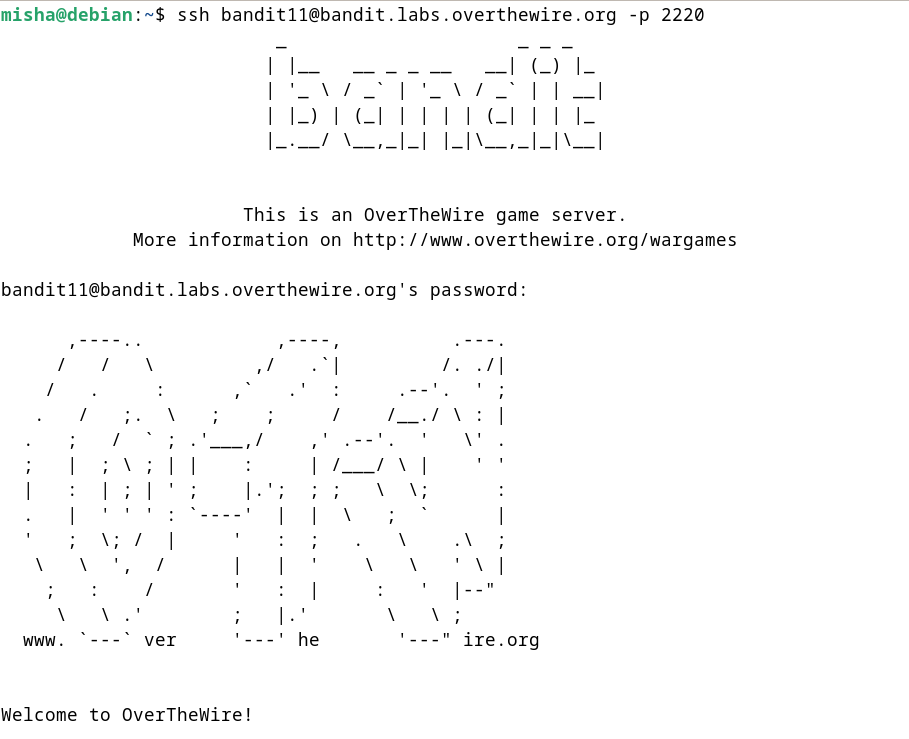 misha@debian:~$ ssh bandit11@bandit.labs.overthewire.org -p 2220
                         _                     _ _ _
                        | |__   __ _ _ __   __| (_) |_
                        | '_ \ / _` | '_ \ / _` | | __|
                        | |_) | (_| | | | | (_| | | |_
                        |_.__/ \__,_|_| |_|\__,_|_|\__|
                      This is an OverTheWire game server.
            More information on http://www.overthewire.org/wargames
bandit11@bandit.labs.overthewire.org's password:
      ,----..            ,----,          .---.
     /   /   \         ,/   .`|         /. ./|
    /   .     :      ,`   .'  :     .--'.  ' ;
   .   /   ;.  \   ;    ;     /    /__./ \ : |
  .   ;   /  ` ; .'___,/    ,' .--'.  '   \' .
  ;   |  ; \ ; | |    :     | /___/ \ |    ' '
  |   :  | ; | ' ;    |.';  ; ;   \  \;      :
  .   |  ' ' ' : `----'  |  |  \   ;  `      |
  '   ;  \; /  |     '   :  ;   .   \    .\  ;
   \   \  ',  /      |   |  '    \   \   ' \ |
    ;   :    /       '   :  |     :   '  |--"
     \   \ .'        ;   |.'       \   \ ;
  www. `---` ver     '---' he       '---" ire.org
Welcome to OverTheWire!